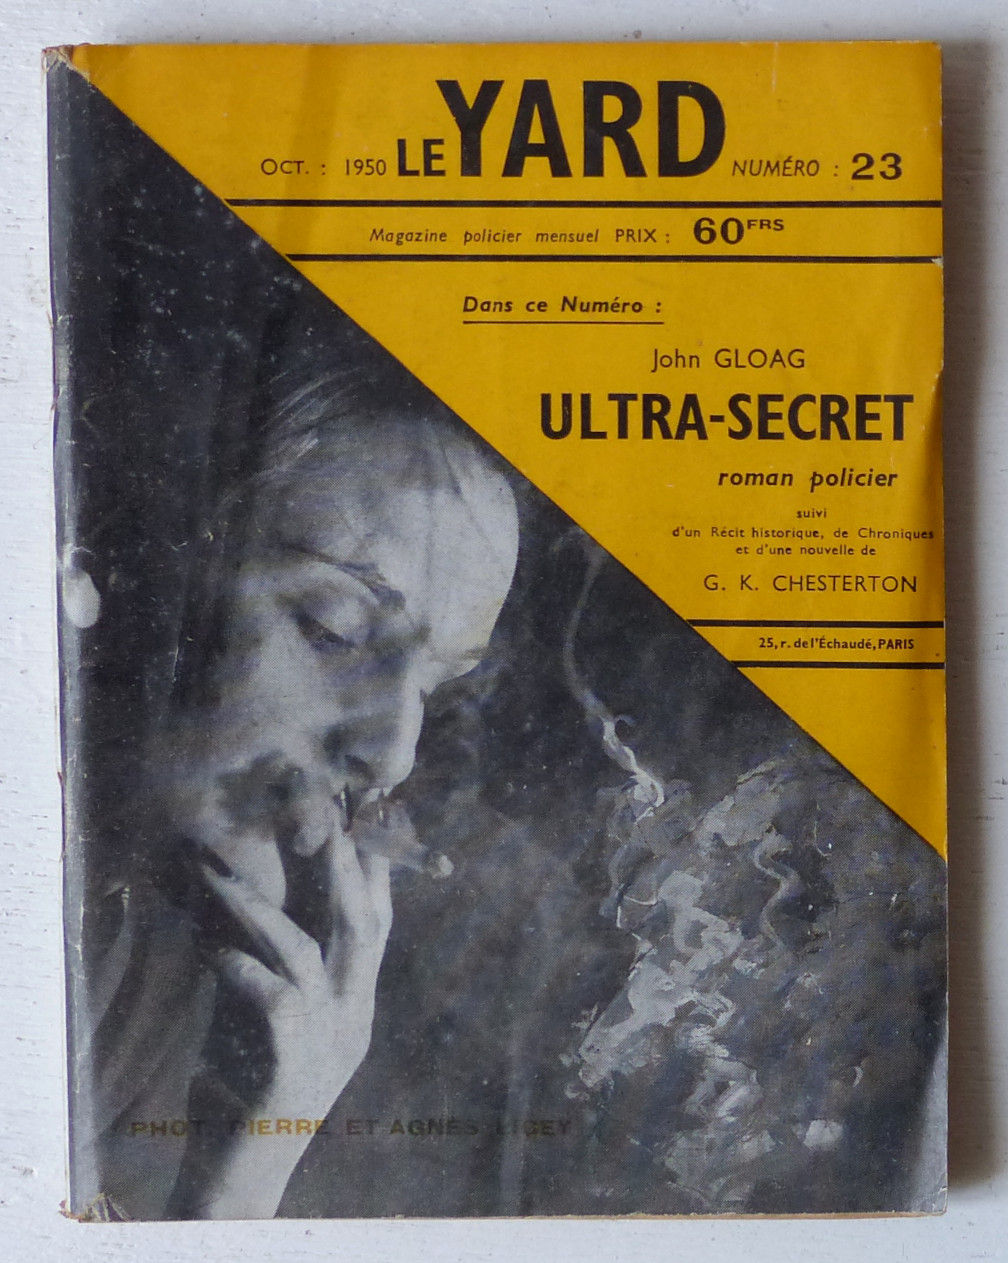 OCT. : 1950 LE YARD NUMÉRO : 23
Magazine policier mensuel PRIX : 60 FRS
Dans ce Numéro :
John GLOAG
ULTRA-SECRET
roman policier
suivi
d'un Récit historique, de Chroniques
et d'une nouvelle de
G. K. CHESTERTON
25, r. de l'Échaudé, PARIS
PHOT. PIERRE ET AGNÈS